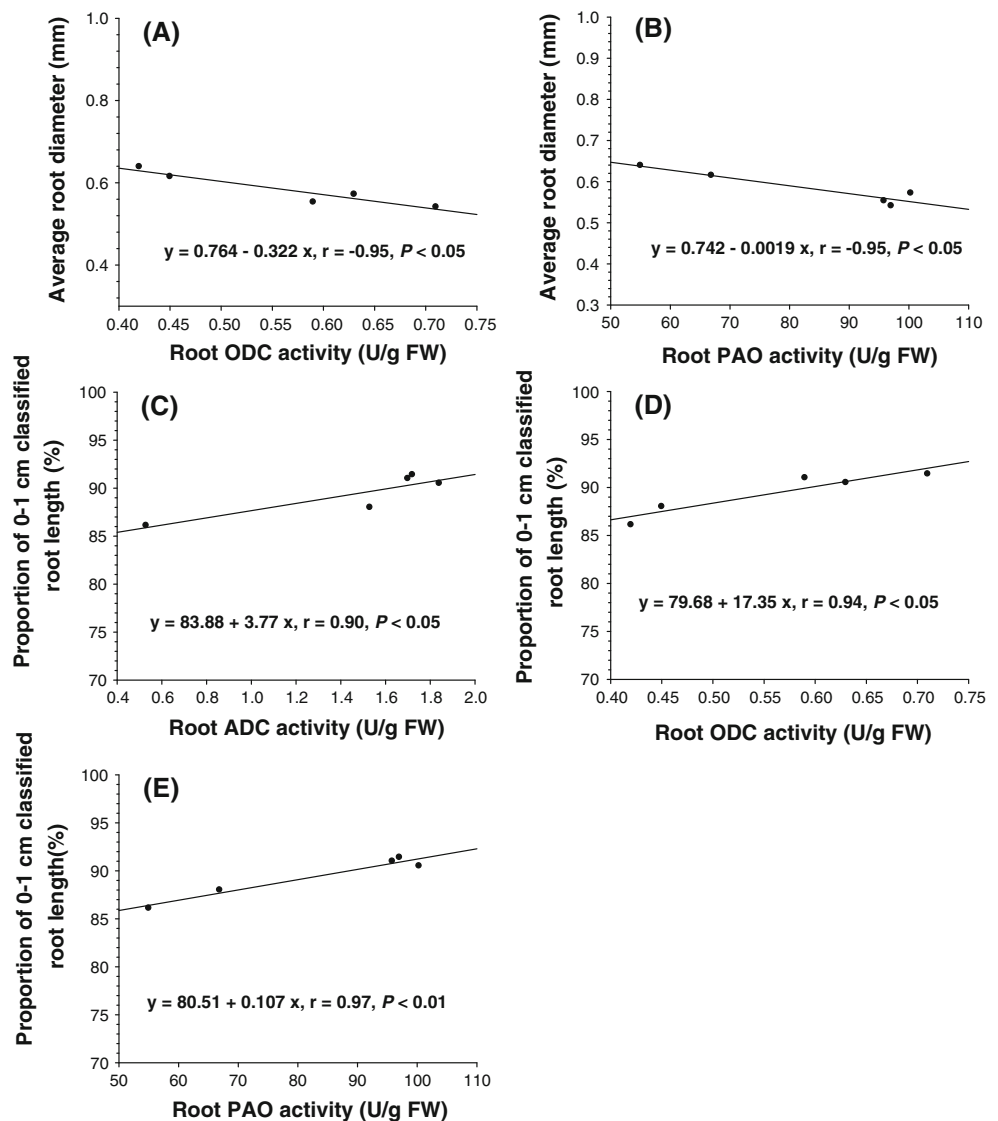 (A)
Average root diameter (mm)
1.0
0.8
0.6
0.4
y = 0.764 - 0.322 x, r = -0.95, P < 0.05
0.40 0.45 0.50 0.55 0.60 0.65 0.70 0.75
Root ODC activity (U/g FW)
(B)
Average root diameter (mm)
1.0
0.9
0.8
0.7
0.6
0.5
0.4
0.3
y = 0.742 - 0.0019 x, r = -0.95, P < 0.05
50 60 70 80 90 100 110
Root PAO activity (U/g FW)
(C)
Proportion of 0-1 cm classified
root length (%)
100
95
90
85
80
75
70
y = 83.88 + 3.77 x, r = 0.90, P < 0.05
0.4 0.6 0.8 1.0 1.2 1.4 1.6 1.8 2.0
Root ADC activity (U/g FW)
(D)
Proportion of 0-1 cm classified
root length (%)
100
95
90
85
80
75
70
y = 79.68 + 17.35 x, r = 0.94, P < 0.05
0.40 0.45 0.50 0.55 0.60 0.65 0.70 0.75
Root ODC activity (U/g FW)
(E)
Proportion of 0-1 cm classified
root length(%)
100
95
90
85
80
75
70
y = 80.51 + 0.107 x, r = 0.97, P < 0.01
50 60 70 80 90 100 110
Root PAO activity (U/g FW)